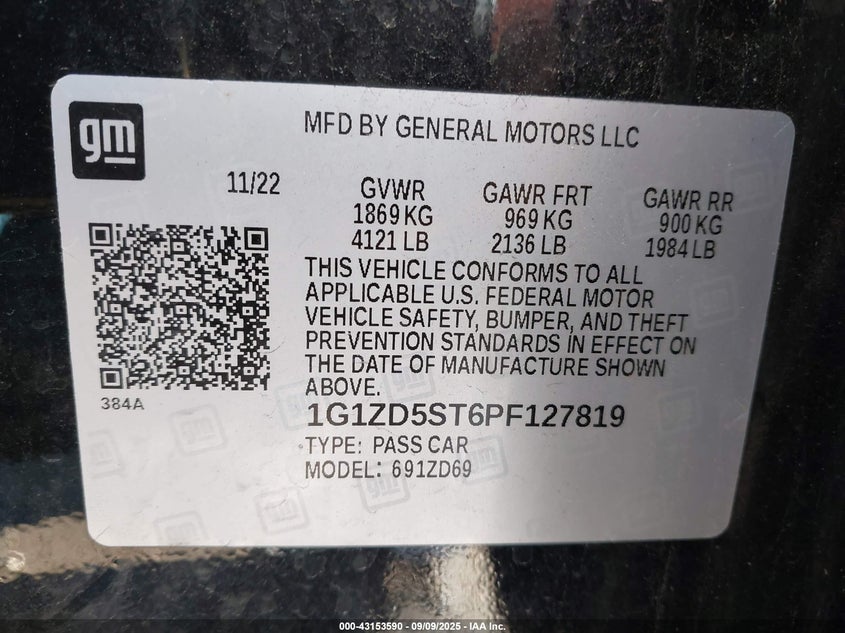 gm
MFD BY GENERAL MOTORS LLC
11/22
GVWR
1869 KG
4121 LB
GAWR FRT
969 KG
2136 LB
GAWR RR
900 KG
1984 LB
THIS VEHICLE CONFORMS TO ALL
APPLICABLE U.S. FEDERAL MOTOR
VEHICLE SAFETY, BUMPER, AND THEFT
PREVENTION STANDARDS IN EFFECT ON
THE DATE OF MANUFACTURE SHOWN
ABOVE.
384A
1G1ZD5ST6PF127819
TYPE: PASS CAR
MODEL: 691ZD69
000-43153590 - 09/09/2025 - IAA Inc.